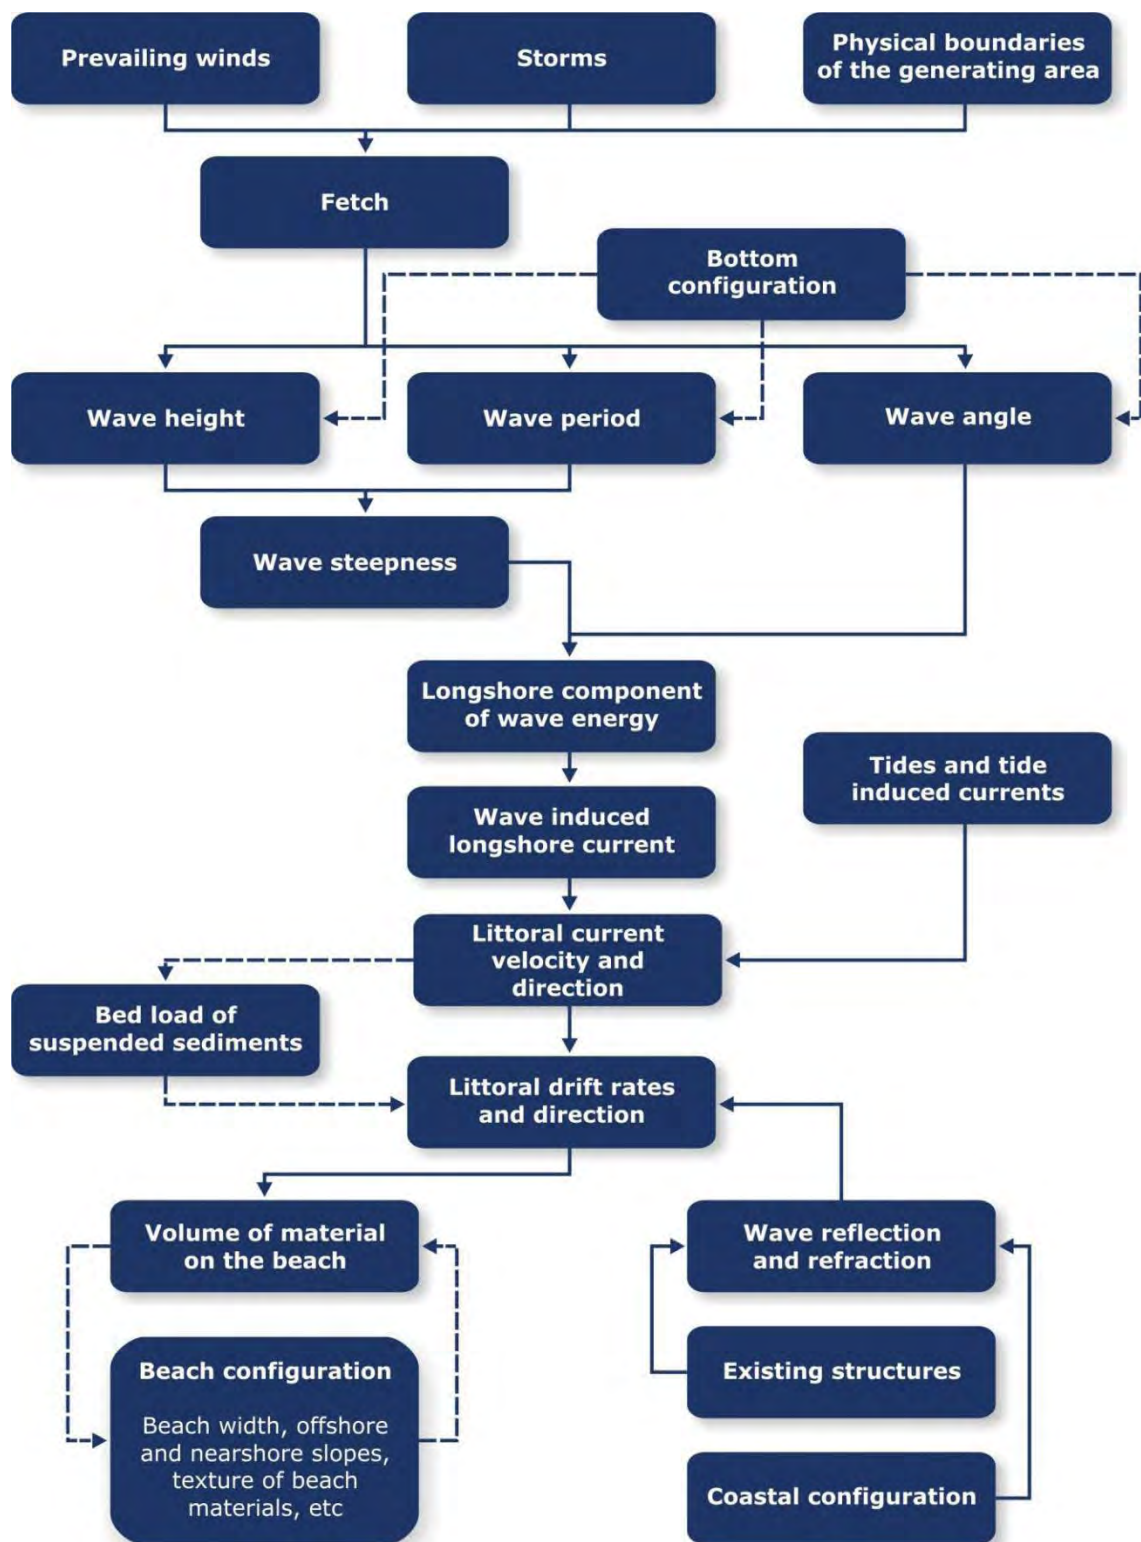 Prevailing winds
Storms
Physical boundaries
of the generating area
Fetch
Bottom
configuration
Wave height
Wave period
Wave angle
Wave steepness
Longshore component
of wave energy
Tides and tide
induced currents
Wave induced
longshore current
Littoral current
velocity and
direction
Bed load of
suspended sediments
Littoral drift rates
and direction
Volume of material
on the beach
Wave reflection
and refraction
Beach configuration
Beach width, offshore
and nearshore slopes,
texture of beach
materials, etc
Existing structures
Coastal configuration